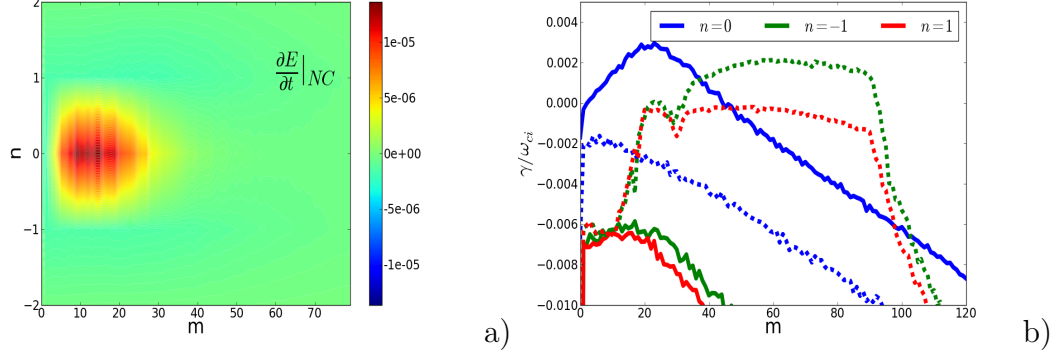 2
1
0
-1
-2
n
0 10 20 30 40 50 60 70
m
∂E/∂t|NC
1e-05
5e-06
0e+00
-5e-06
-1e-05
a)
0.004
0.002
0.000
−0.002
−0.004
−0.006
−0.008
−0.010
γ/ω_ci
n=0 n=−1 n=1
0 20 40 60 80 100 120
m
b)